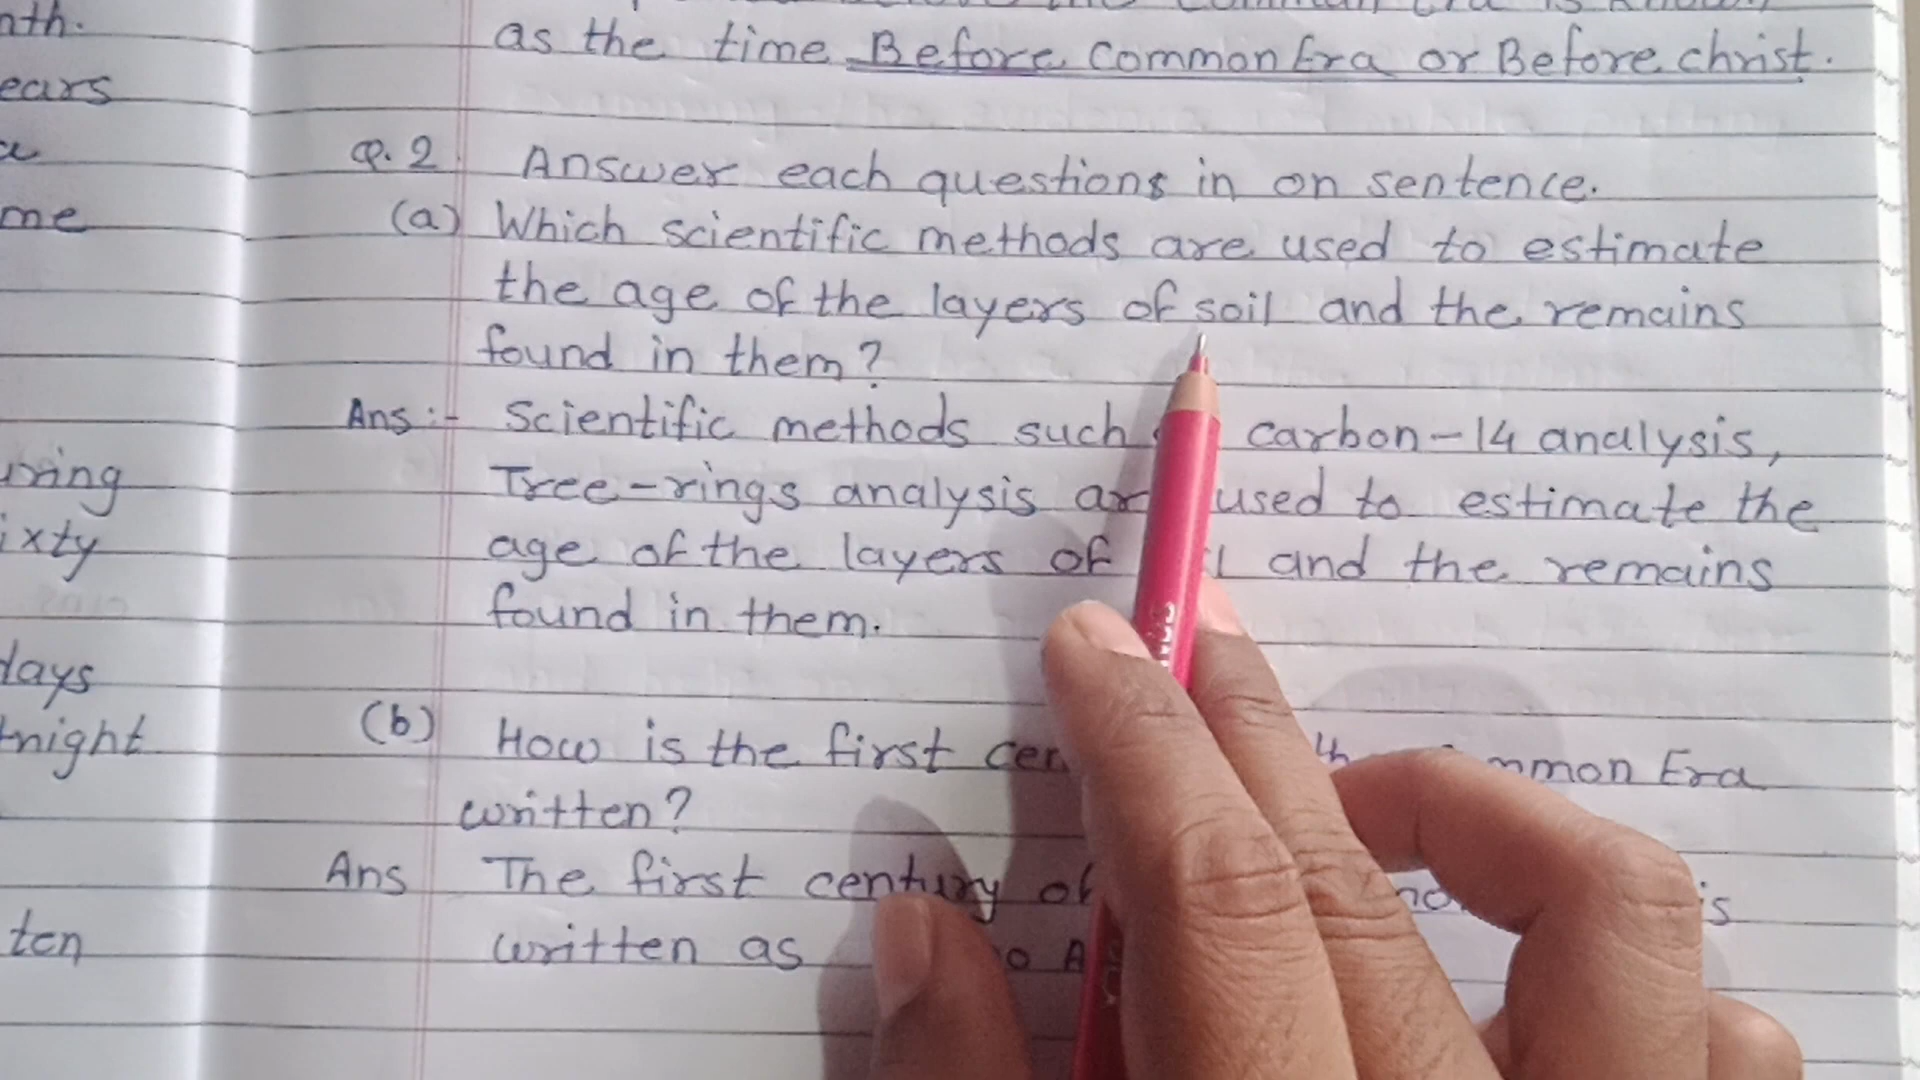 nth.
ears
me
ixty
days
tnight
ten
as the time Before Common Era or Before christ.
Q.2 Answer each questions in on sentence.
(a) Which scientific methods are used to estimate
the age of the layers of soil and the remains
found in them?
Ans :- Scientific methods such carbon-14 analysis,
Tree-rings analysis ar used to estimate the
age of the layers of and the remains
found in them.
(b) How is the first cen mmon Era
written?
Ans The first century of is
written as